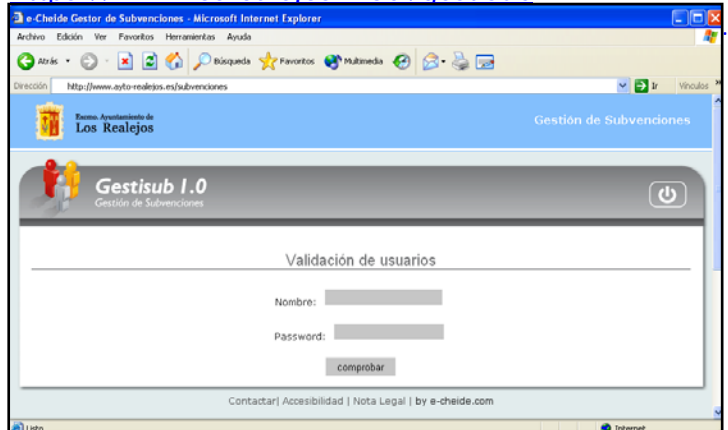 e-Cheide Gestor de Subvenciones - Microsoft Internet Explorer
Archivo Edición Ver Favoritos Herramientas Ayuda
Atrás Búsqueda Favoritos Multimedia
Dirección http://www.ayto-realejos.es/subvenciones Ir Vínculos »
Excmo. Ayuntamiento de
Los Realejos
Gestión de Subvenciones
Gestisub 1.0
Gestión de Subvenciones
Validación de usuarios
Nombre:
Password:
comprobar
Contactar| Accesibilidad | Nota Legal | by e-cheide.com
Listo Internet